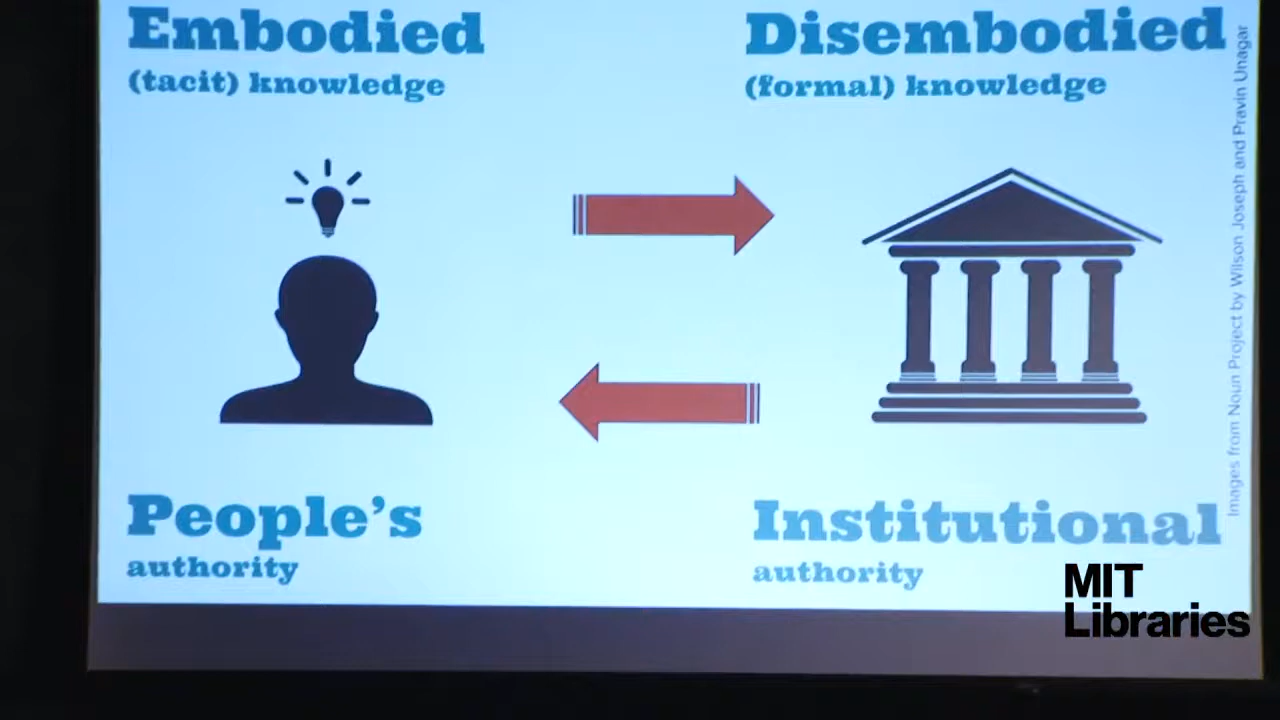 Embodied
(tacit) knowledge
Disembodied
(formal) knowledge
People's
authority
Institutional
authority
Images from Noun Project by Wilson Joseph and Pravin Unagar
MIT
Libraries